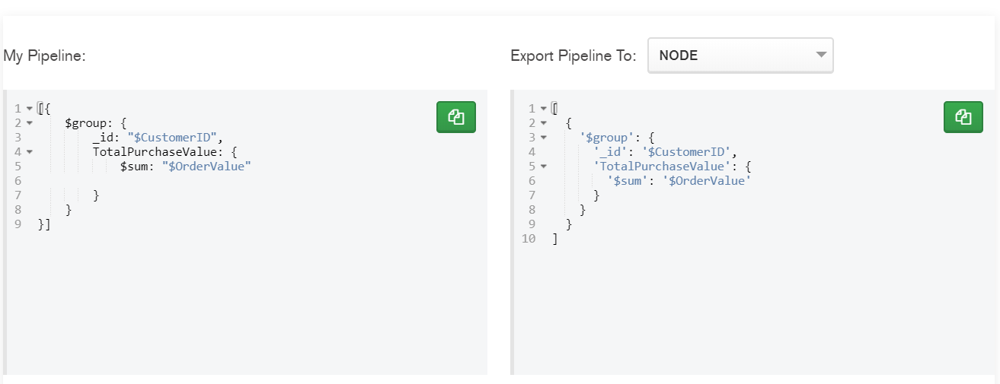 My Pipeline:
1 [{
2 $group: {
3 _id: "$CustomerID",
4 TotalPurchaseValue: {
5 $sum: "$OrderValue"
6
7 }
8 }
9 }]
Export Pipeline To: NODE
1 [
2 {
3 '$group': {
4 '_id': '$CustomerID',
5 'TotalPurchaseValue': {
6 '$sum': '$OrderValue'
7 }
8 }
9 }
10 ]